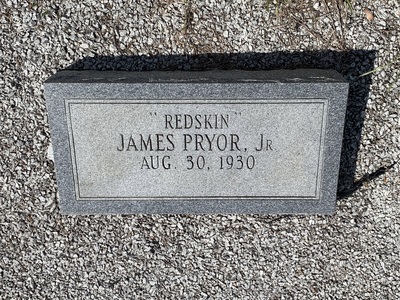 "REDSKIN"
JAMES PRYOR, JR
AUG. 30, 1930